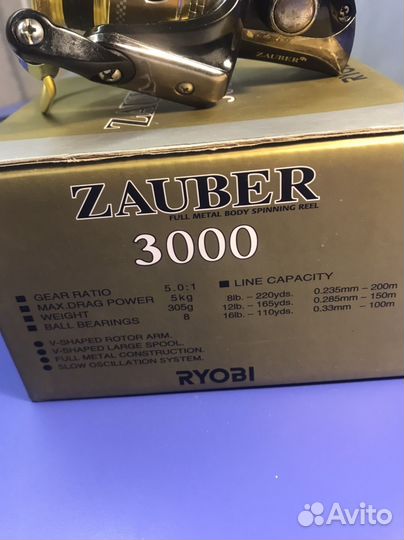 ZAUBER
ZAUBER
FULL METAL BODY SPINNING REEL
3000
GEAR RATIO 5.0:1
MAX.DRAG POWER 5kg
WEIGHT 305g
BALL BEARINGS 8
LINE CAPACITY
8lb. – 220yds. 0.235mm – 200m
12lb. – 165yds. 0.285mm – 150m
16lb. – 110yds. 0.33mm – 100m
V-SHAPED ROTOR ARM.
V-SHAPED LARGE SPOOL.
FULL METAL CONSTRUCTION.
SLOW OSCILLATION SYSTEM.
RYOBI
Avito